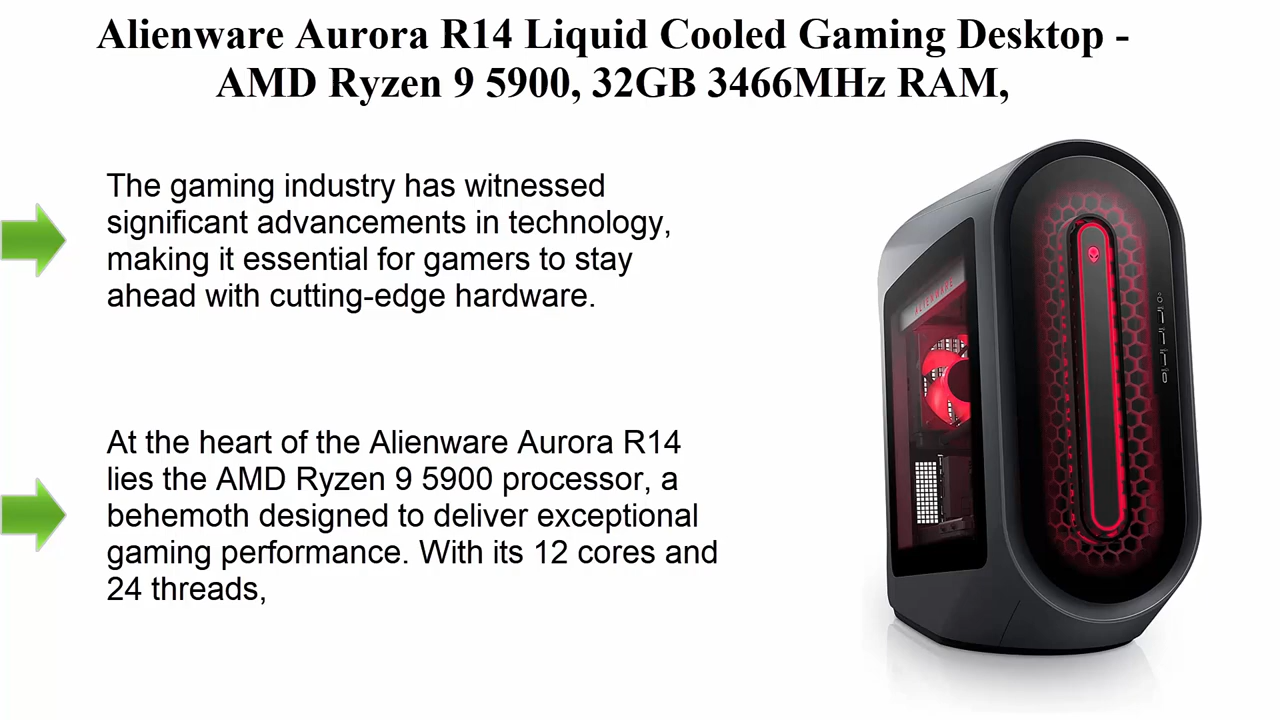 Alienware Aurora R14 Liquid Cooled Gaming Desktop -
AMD Ryzen 9 5900, 32GB 3466MHz RAM,
The gaming industry has witnessed
significant advancements in technology,
making it essential for gamers to stay
ahead with cutting-edge hardware.
At the heart of the Alienware Aurora R14
lies the AMD Ryzen 9 5900 processor, a
behemoth designed to deliver exceptional
gaming performance. With its 12 cores and
24 threads,
ALIENWARE